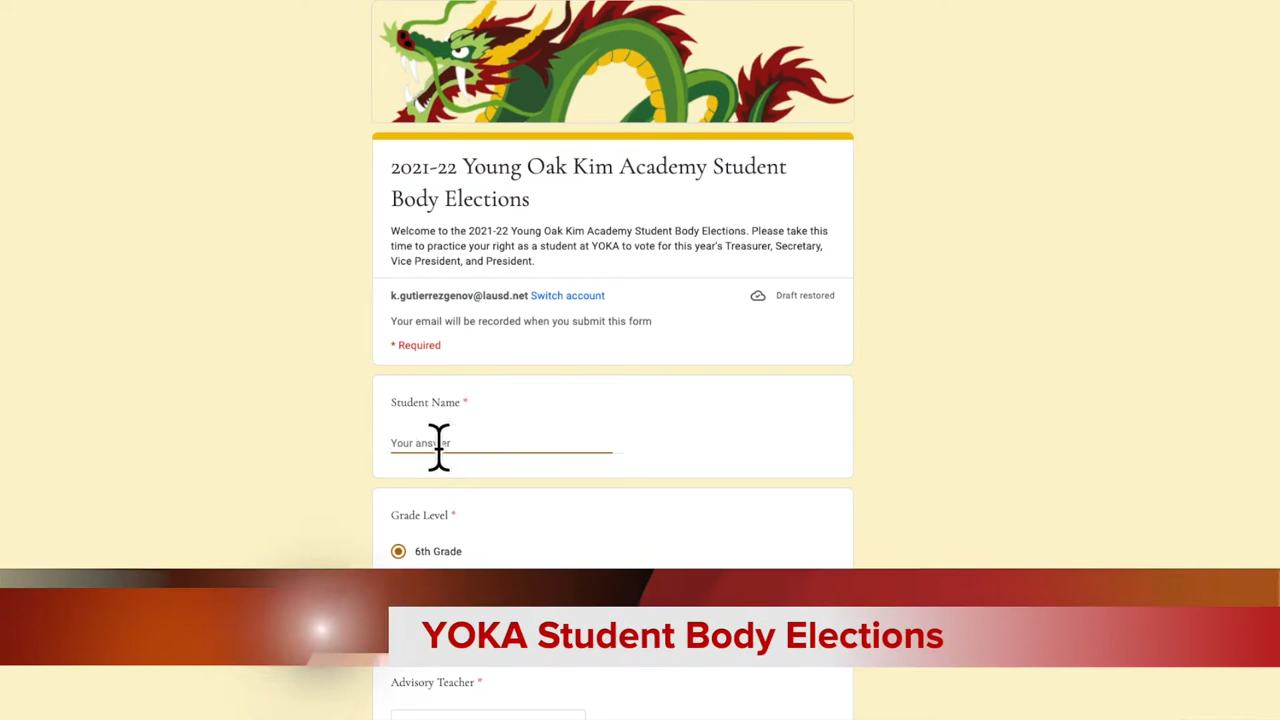 2021-22 Young Oak Kim Academy Student
Body Elections
Welcome to the 2021-22 Young Oak Kim Academy Student Body Elections. Please take this
time to practice your right as a student at YOKA to vote for this year's Treasurer, Secretary,
Vice President, and President.
k.gutierrezgenov@lausd.net Switch account
Draft restored
Your email will be recorded when you submit this form
* Required
Student Name *
Your answer
Grade Level *
6th Grade
YOKA Student Body Elections
Advisory Teacher *